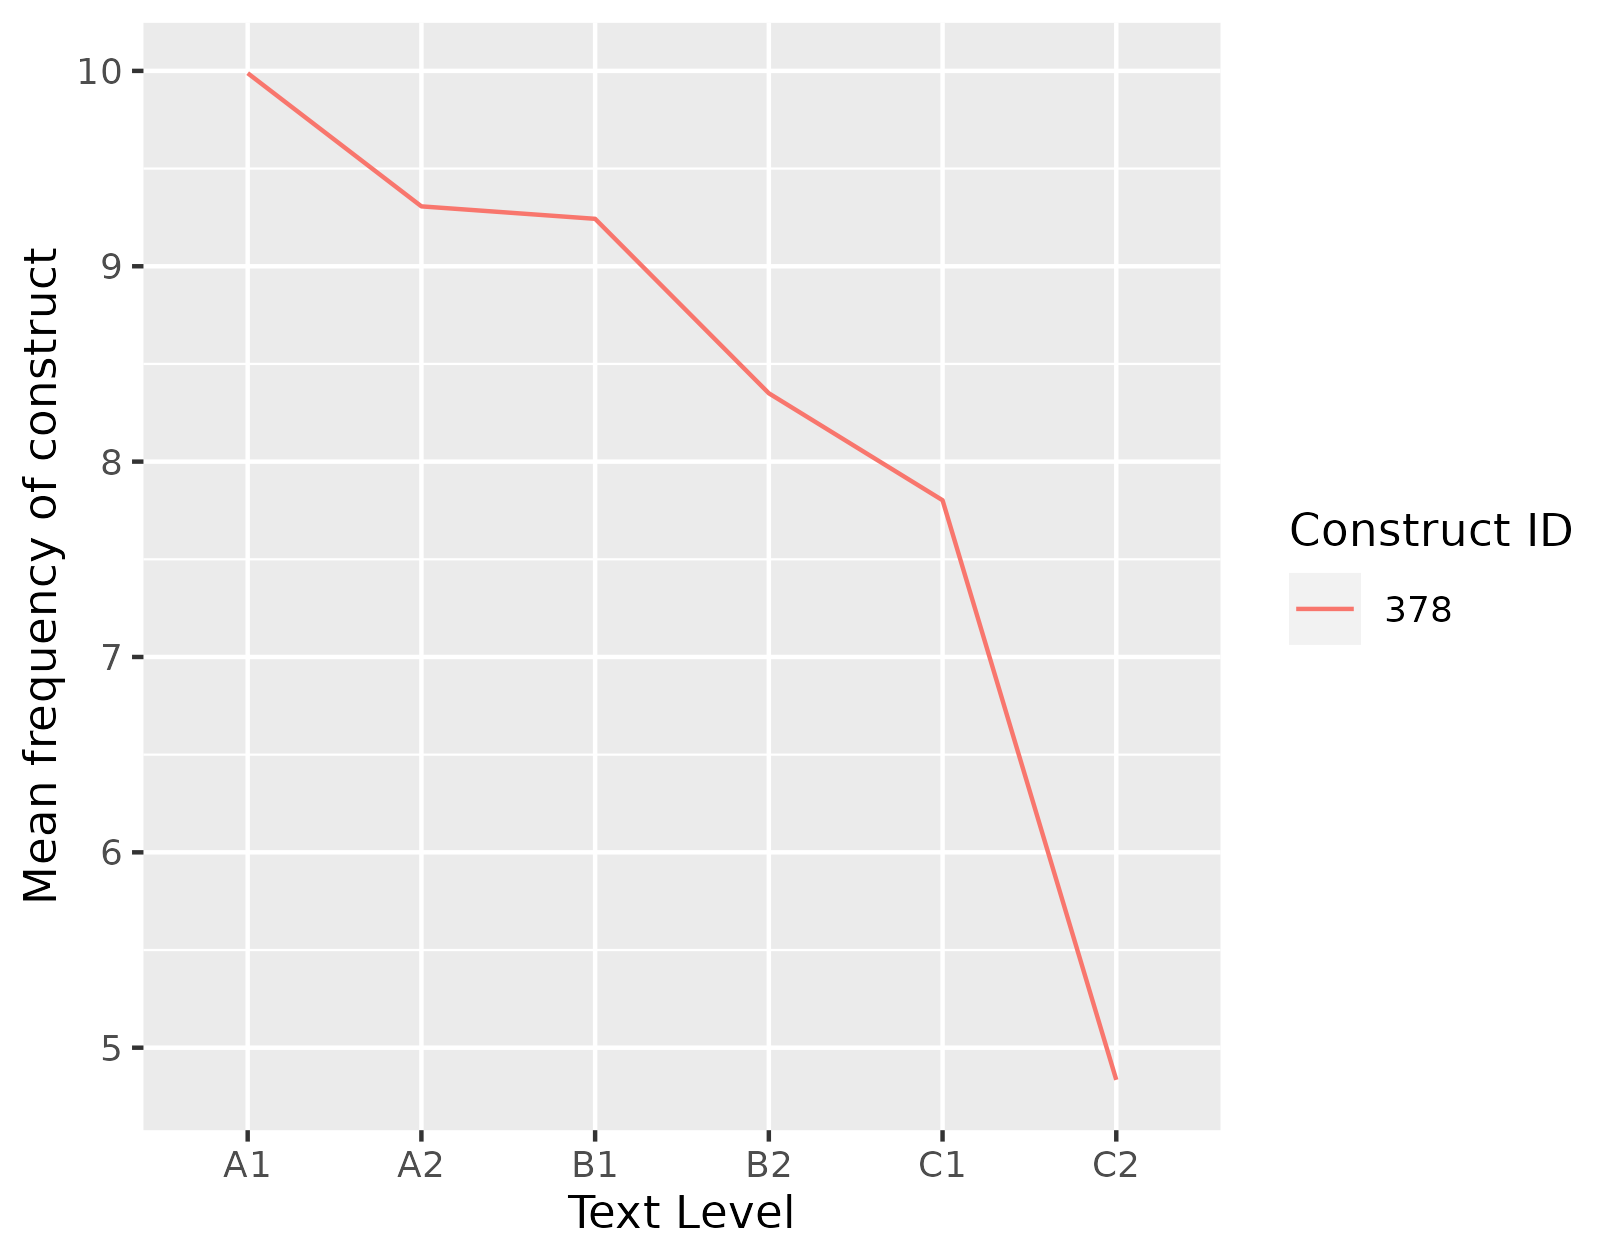 Mean frequency of construct
10
9
8
7
6
5
A1 A2 B1 B2 C1 C2
Text Level
Construct ID
378